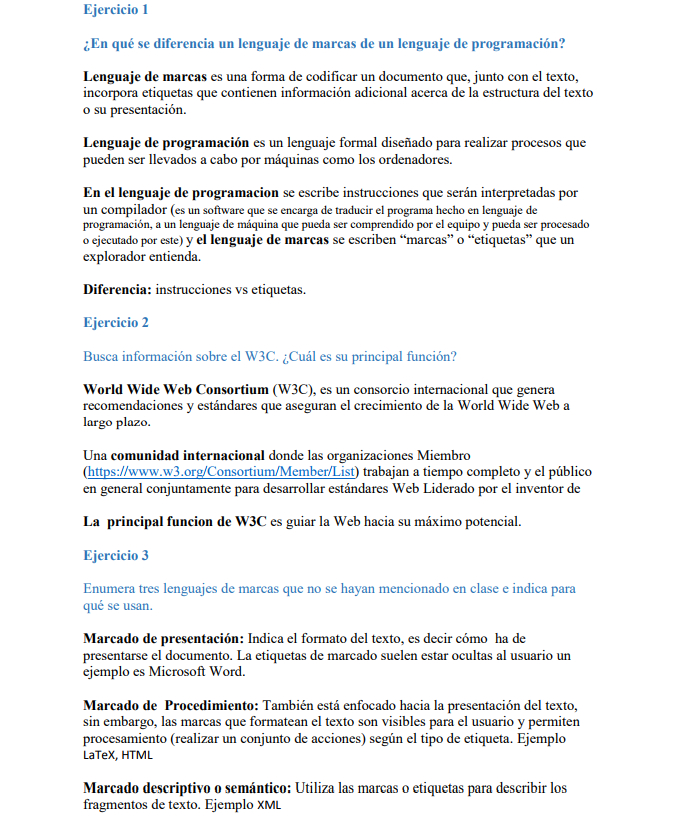 Ejercicio 1
¿En qué se diferencia un lenguaje de marcas de un lenguaje de programación?
Lenguaje de marcas es una forma de codificar un documento que, junto con el texto,
incorpora etiquetas que contienen información adicional acerca de la estructura del texto
o su presentación.
Lenguaje de programación es un lenguaje formal diseñado para realizar procesos que
pueden ser llevados a cabo por máquinas como los ordenadores.
En el lenguaje de programacion se escribe instrucciones que serán interpretadas por
un compilador (es un software que se encarga de traducir el programa hecho en lenguaje de
programación, a un lenguaje de máquina que pueda ser comprendido por el equipo y pueda ser procesado
o ejecutado por este) y el lenguaje de marcas se escriben “marcas” o “etiquetas” que un
explorador entienda.
Diferencia: instrucciones vs etiquetas.
Ejercicio 2
Busca información sobre el W3C. ¿Cuál es su principal función?
World Wide Web Consortium (W3C), es un consorcio internacional que genera
recomendaciones y estándares que aseguran el crecimiento de la World Wide Web a
largo plazo.
Una comunidad internacional donde las organizaciones Miembro
(https://www.w3.org/Consortium/Member/List) trabajan a tiempo completo y el público
en general conjuntamente para desarrollar estándares Web Liderado por el inventor de
La principal funcion de W3C es guiar la Web hacia su máximo potencial.
Ejercicio 3
Enumera tres lenguajes de marcas que no se hayan mencionado en clase e indica para
qué se usan.
Marcado de presentación: Indica el formato del texto, es decir cómo ha de
presentarse el documento. La etiquetas de marcado suelen estar ocultas al usuario un
ejemplo es Microsoft Word.
Marcado de Procedimiento: También está enfocado hacia la presentación del texto,
sin embargo, las marcas que formatean el texto son visibles para el usuario y permiten
procesamiento (realizar un conjunto de acciones) según el tipo de etiqueta. Ejemplo
LaTeX, HTML
Marcado descriptivo o semántico: Utiliza las marcas o etiquetas para describir los
fragmentos de texto. Ejemplo XML